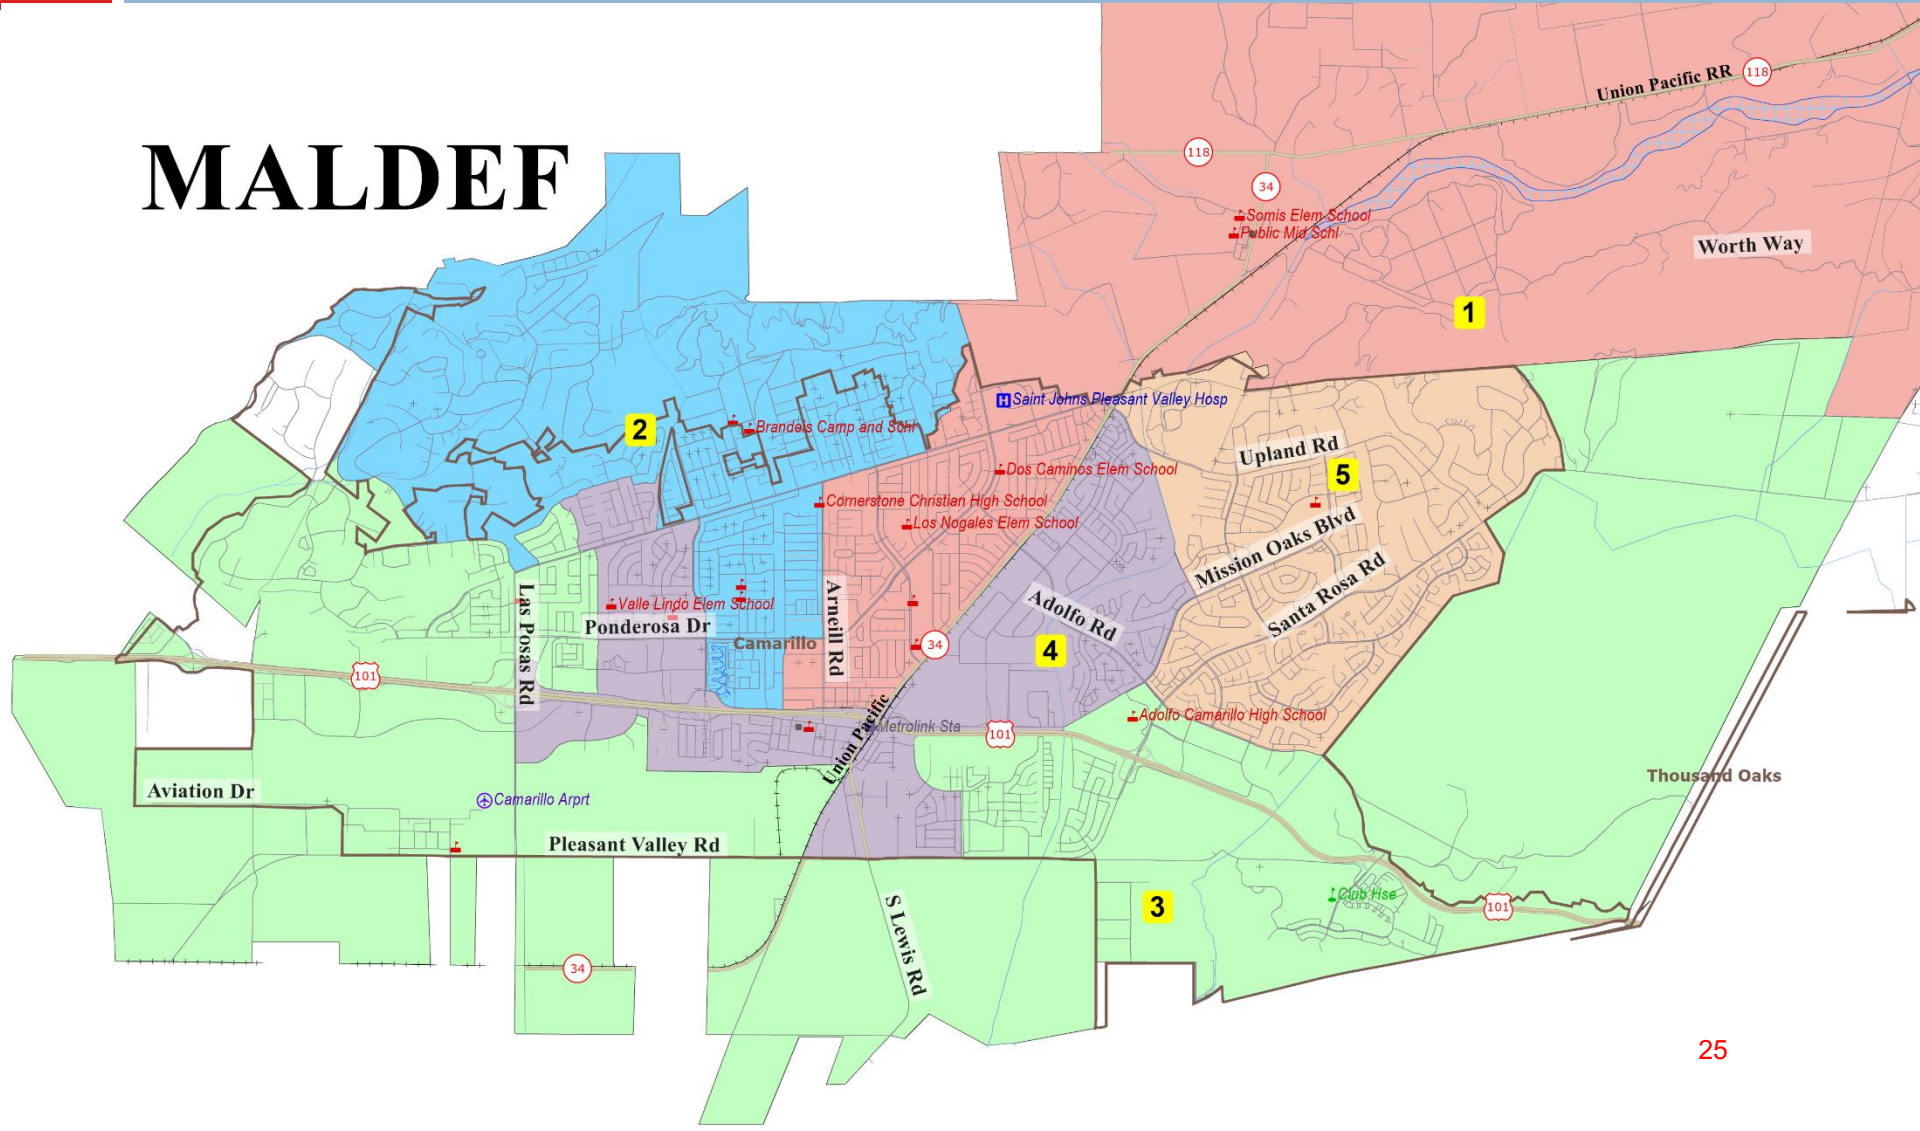 MALDEF
Union Pacific RR
118
118
34
Somis Elem School
Public Mid Schl
Worth Way
1
Saint Johns Pleasant Valley Hosp
2
Brandeis Camp and Schl
Upland Rd
5
Dos Caminos Elem School
Cornerstone Christian High School
Los Nogales Elem School
Mission Oaks Blvd
Santa Rosa Rd
Las Posas Rd
Valle Lindo Elem School
Ponderosa Dr
Camarillo
Arneill Rd
Adolfo Rd
34
4
101
Union Pacific
Metrolink Sta
101
Adolfo Camarillo High School
Thousand Oaks
Aviation Dr
Camarillo Arprt
Pleasant Valley Rd
S Lewis Rd
3
Club Hse
101
34
25